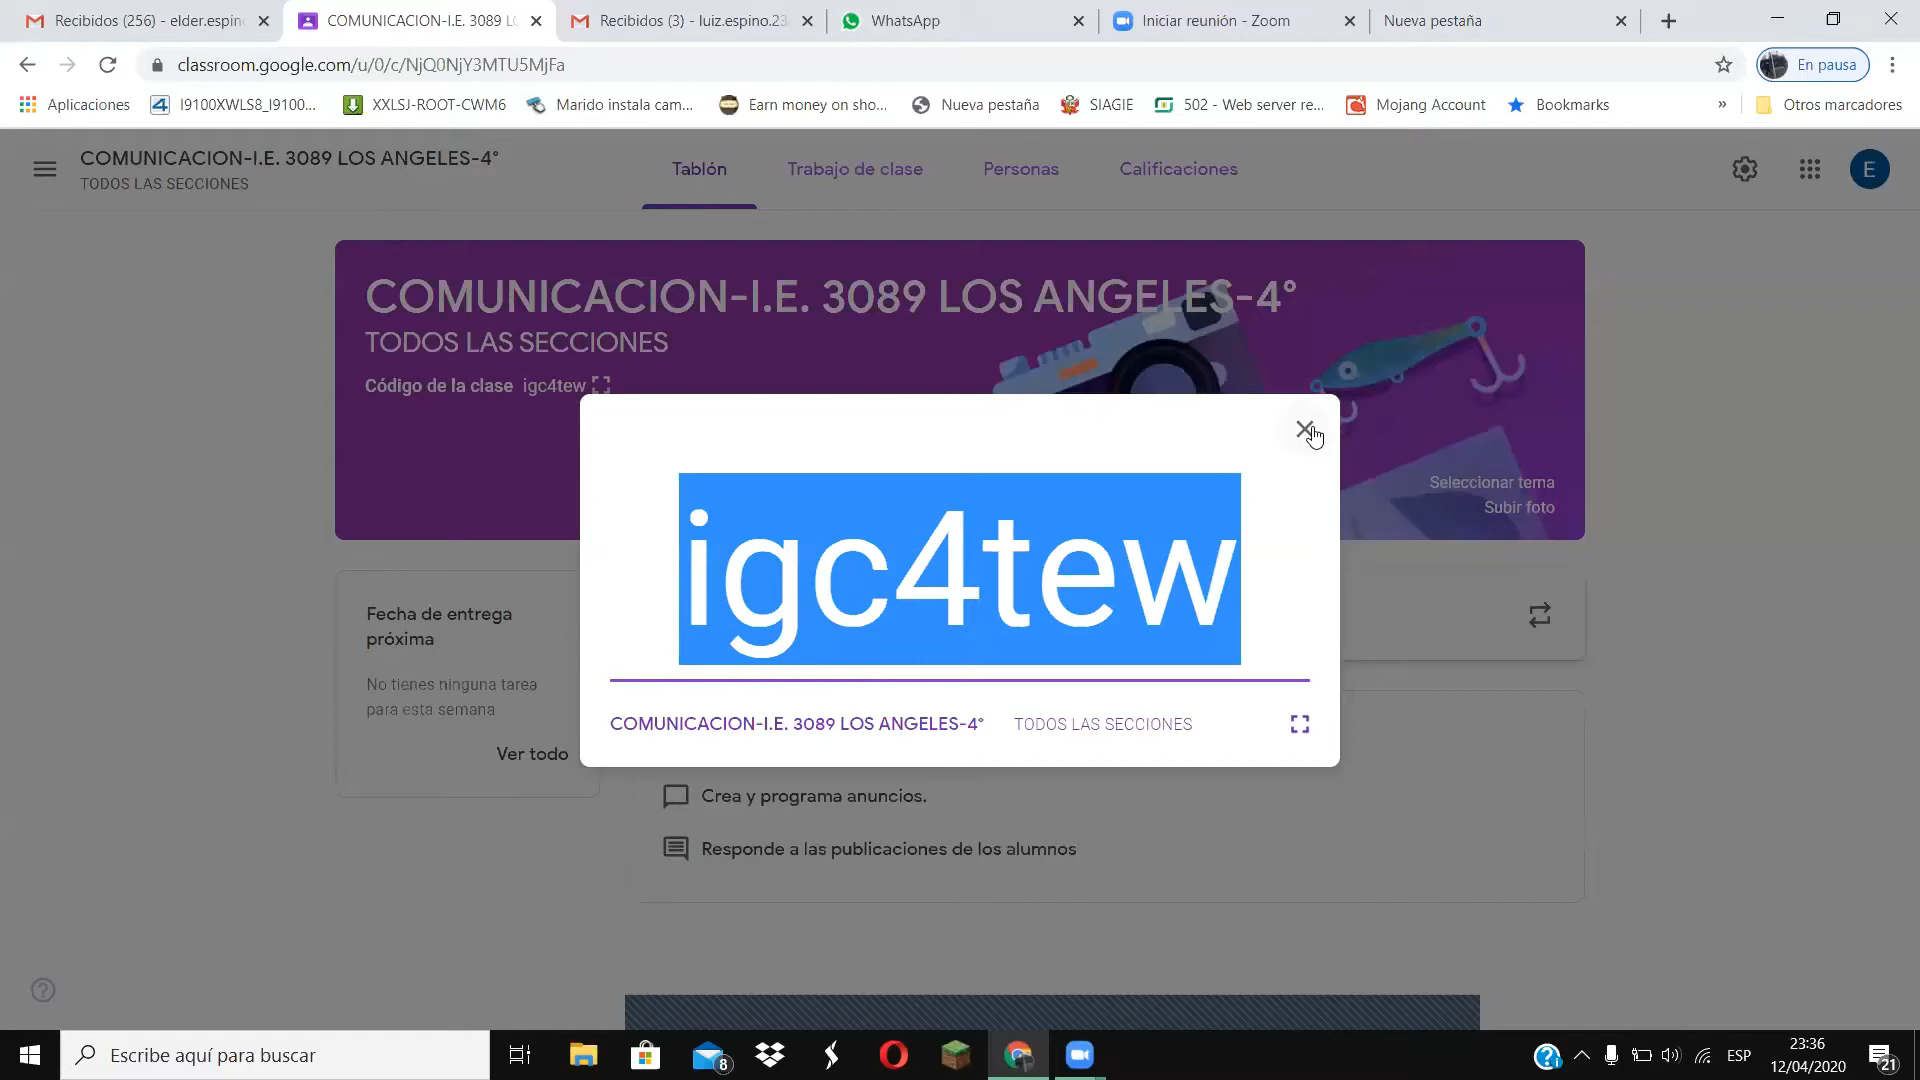 Recibidos (256) - elder.espin
COMUNICACION-I.E. 3089 LO
Recibidos (3) - luiz.espino.23
WhatsApp
Iniciar reunión - Zoom
Nueva pestaña
classroom.google.com/u/0/c/NjQ0NjY3MTU5MjFa
En pausa
Aplicaciones
I9100XWLS8_I9100...
XXLSJ-ROOT-CWM6
Marido instala cam...
Earn money on sho...
Nueva pestaña
SIAGIE
502 - Web server re...
Mojang Account
Bookmarks
»
Otros marcadores
COMUNICACION-I.E. 3089 LOS ANGELES-4°
TODOS LAS SECCIONES
Tablón
Trabajo de clase
Personas
Calificaciones
E
COMUNICACION-I.E. 3089 LOS ANGELES-4°
TODOS LAS SECCIONES
Código de la clase igc4tew
Seleccionar tema
Subir foto
igc4tew
COMUNICACION-I.E. 3089 LOS ANGELES-4°
TODOS LAS SECCIONES
Fecha de entrega
próxima
No tienes ninguna tarea
para esta semana
Ver todo
Crea y programa anuncios.
Responde a las publicaciones de los alumnos
Escribe aquí para buscar
8
ESP
23:36
12/04/2020
21